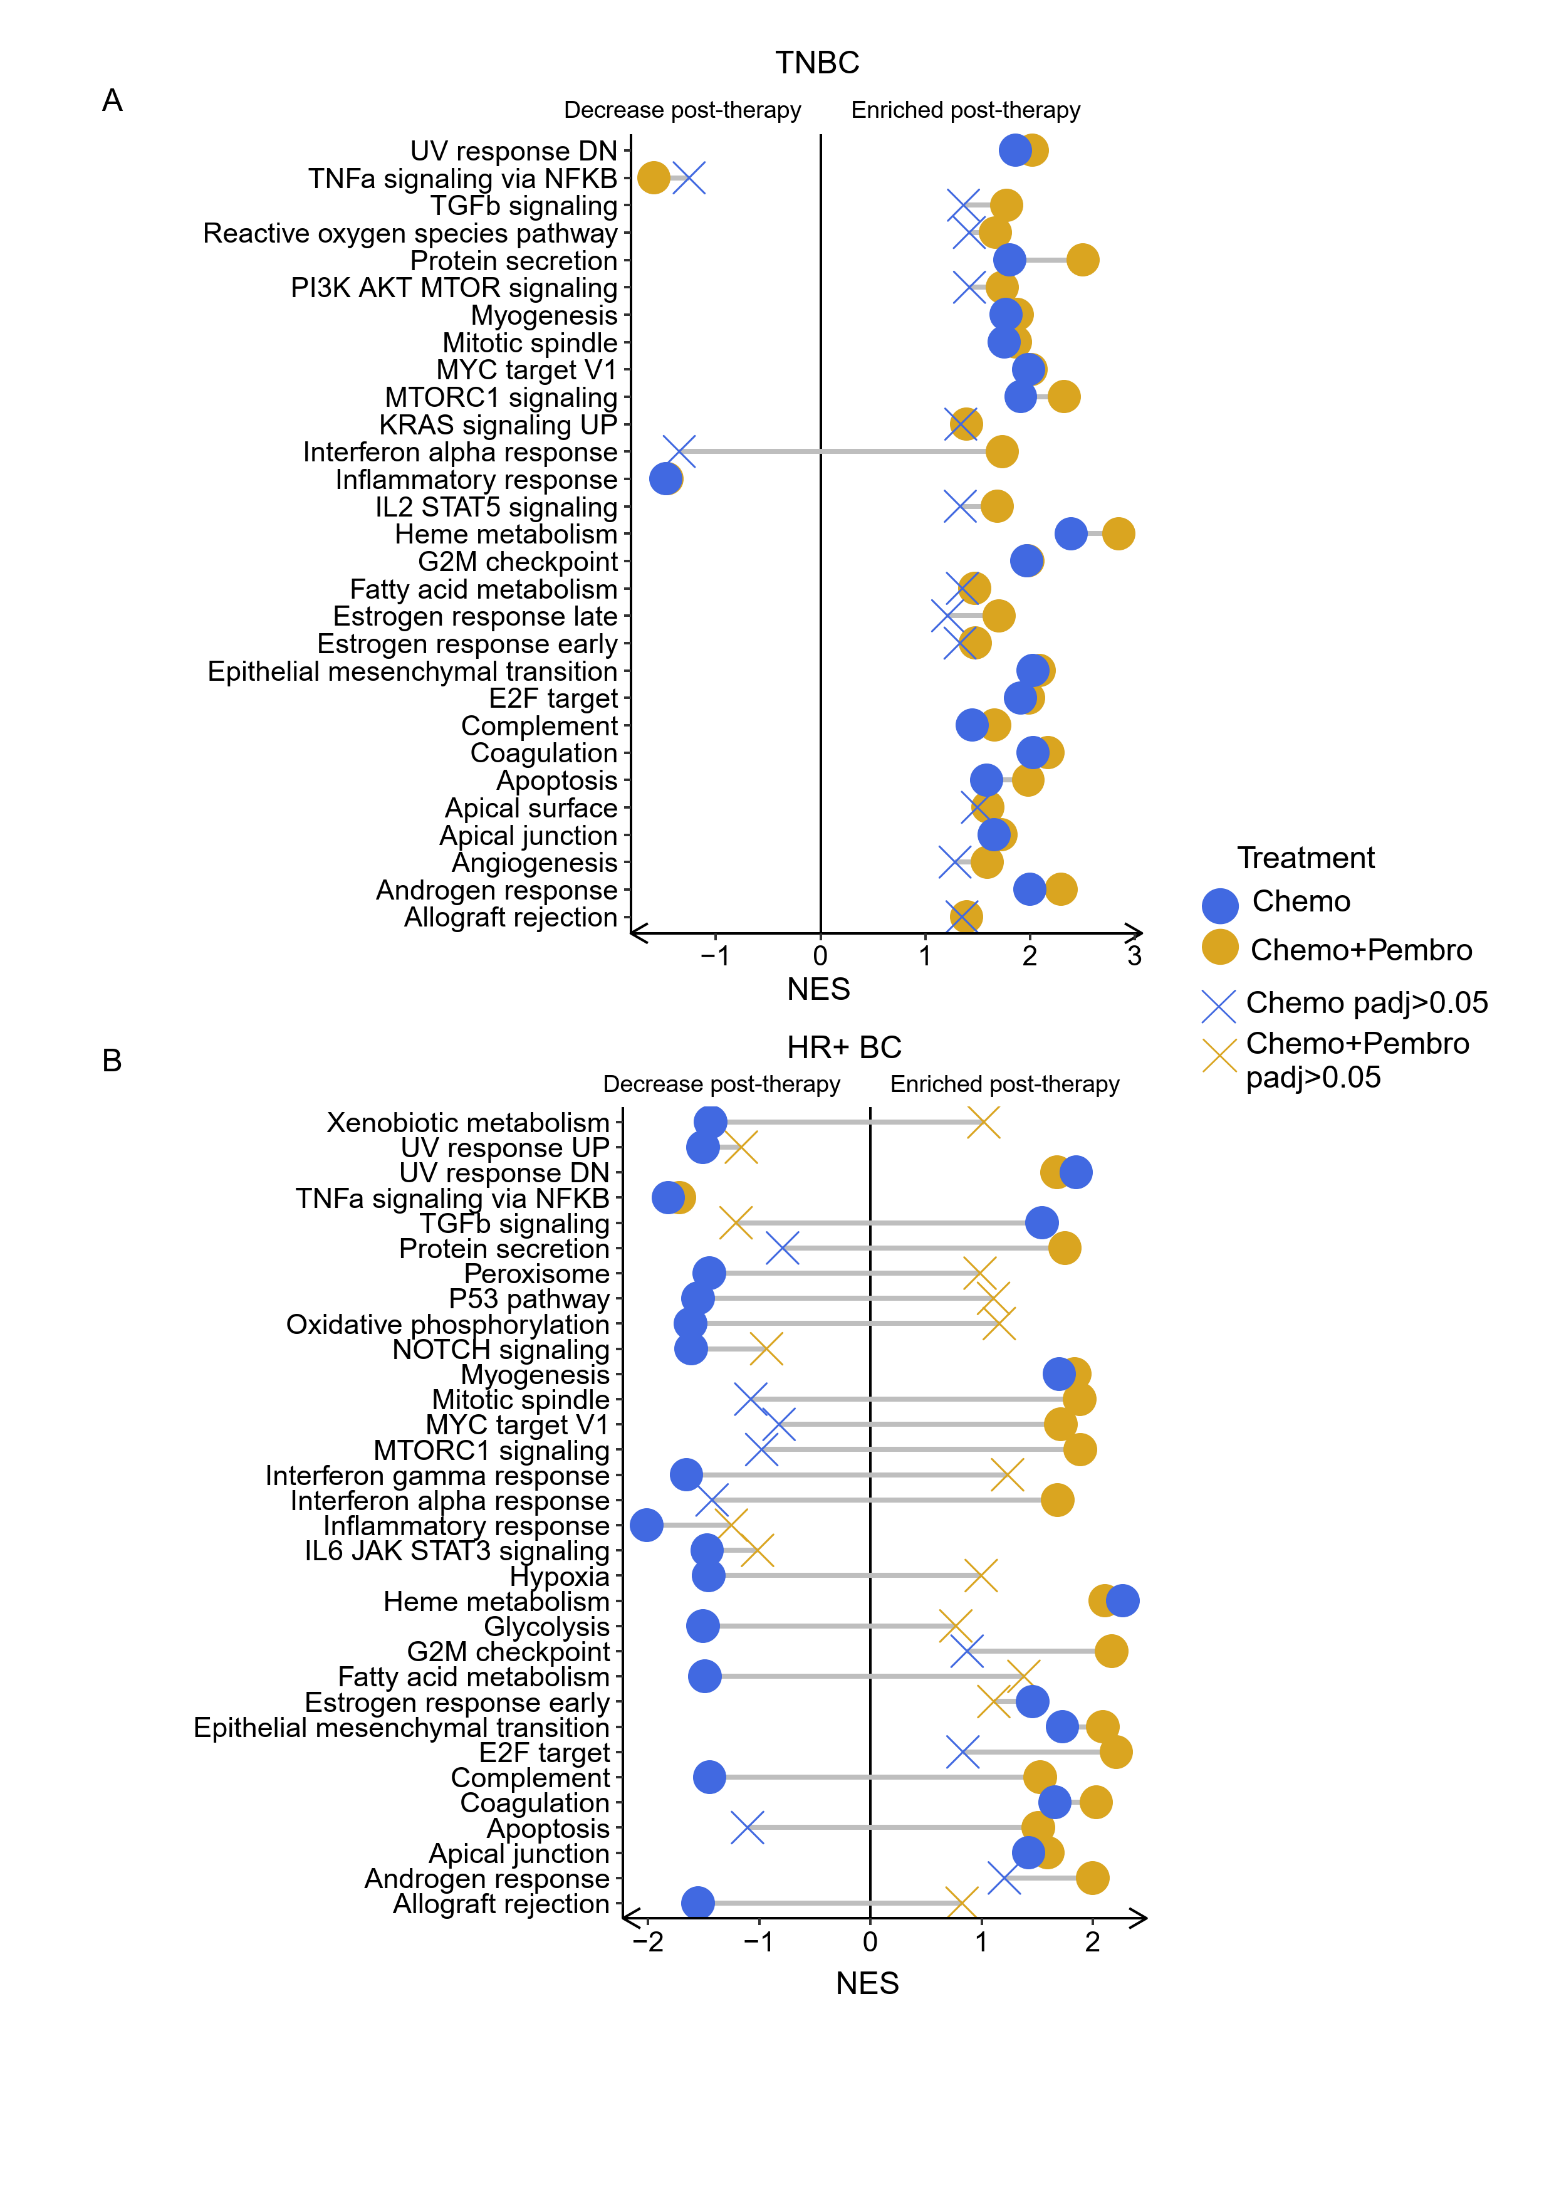 TNBC
A
Decrease post-therapy Enriched post-therapy
UV response DN
TNFa signaling via NFKB
TGFb signaling
Reactive oxygen species pathway
Protein secretion
PI3K AKT MTOR signaling
Myogenesis
Mitotic spindle
MYC target V1
MTORC1 signaling
KRAS signaling UP
Interferon alpha response
Inflammatory response
IL2 STAT5 signaling
Heme metabolism
G2M checkpoint
Fatty acid metabolism
Estrogen response late
Estrogen response early
Epithelial mesenchymal transition
E2F target
Complement
Coagulation
Apoptosis
Apical surface
Apical junction
Angiogenesis
Androgen response
Allograft rejection
−1 0 1 2 3
NES
Treatment
Chemo
Chemo+Pembro
Chemo padj>0.05
Chemo+Pembro
padj>0.05
B
HR+ BC
Decrease post-therapy Enriched post-therapy
Xenobiotic metabolism
UV response UP
UV response DN
TNFa signaling via NFKB
TGFb signaling
Protein secretion
Peroxisome
P53 pathway
Oxidative phosphorylation
NOTCH signaling
Myogenesis
Mitotic spindle
MYC target V1
MTORC1 signaling
Interferon gamma response
Interferon alpha response
Inflammatory response
IL6 JAK STAT3 signaling
Hypoxia
Heme metabolism
Glycolysis
G2M checkpoint
Fatty acid metabolism
Estrogen response early
Epithelial mesenchymal transition
E2F target
Complement
Coagulation
Apoptosis
Apical junction
Androgen response
Allograft rejection
−2 −1 0 1 2
NES